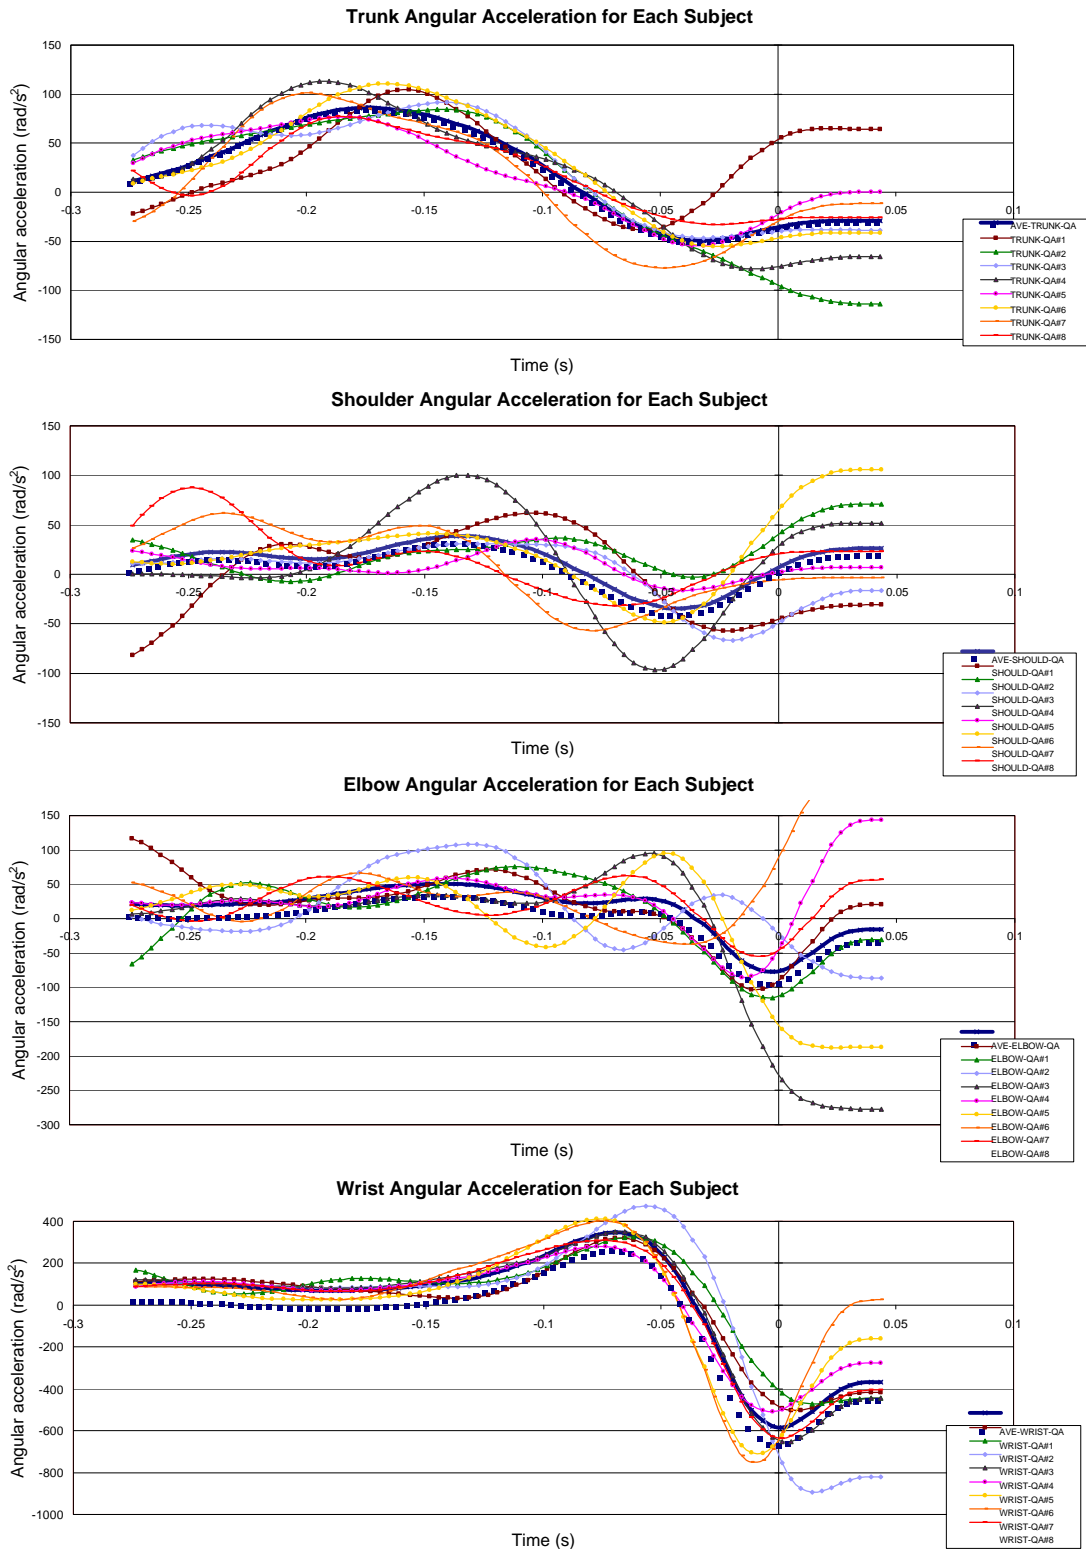 Trunk Angular Acceleration for Each Subject
150
100
50
0
-50
-100
-150
-0.3
-0.25
-0.2
-0.15
-0.1
-0.05
0
0.05
0.1
Angular acceleration (rad/s²)
Time (s)
AVE-TRUNK-QA
TRUNK-QA#1
TRUNK-QA#2
TRUNK-QA#3
TRUNK-QA#4
TRUNK-QA#5
TRUNK-QA#6
TRUNK-QA#7
TRUNK-QA#8
Shoulder Angular Acceleration for Each Subject
150
100
50
0
-50
-100
-150
-0.3
-0.25
-0.2
-0.15
-0.1
-0.05
0
0.05
0.1
Angular acceleration (rad/s²)
Time (s)
AVE-SHOULD-QA
SHOULD-QA#1
SHOULD-QA#2
SHOULD-QA#3
SHOULD-QA#4
SHOULD-QA#5
SHOULD-QA#6
SHOULD-QA#7
SHOULD-QA#8
Elbow Angular Acceleration for Each Subject
150
100
50
0
-50
-100
-150
-200
-250
-300
-0.3
-0.25
-0.2
-0.15
-0.1
-0.05
0
0.05
0.1
Angular acceleration (rad/s²)
Time (s)
AVE-ELBOW-QA
ELBOW-QA#1
ELBOW-QA#2
ELBOW-QA#3
ELBOW-QA#4
ELBOW-QA#5
ELBOW-QA#6
ELBOW-QA#7
ELBOW-QA#8
Wrist Angular Acceleration for Each Subject
400
200
0
-200
-400
-600
-800
-1000
-0.3
-0.25
-0.2
-0.15
-0.1
-0.05
0
0.05
0.1
Angular acceleration (rad/s²)
Time (s)
AVE-WRIST-QA
WRIST-QA#1
WRIST-QA#2
WRIST-QA#3
WRIST-QA#4
WRIST-QA#5
WRIST-QA#6
WRIST-QA#7
WRIST-QA#8